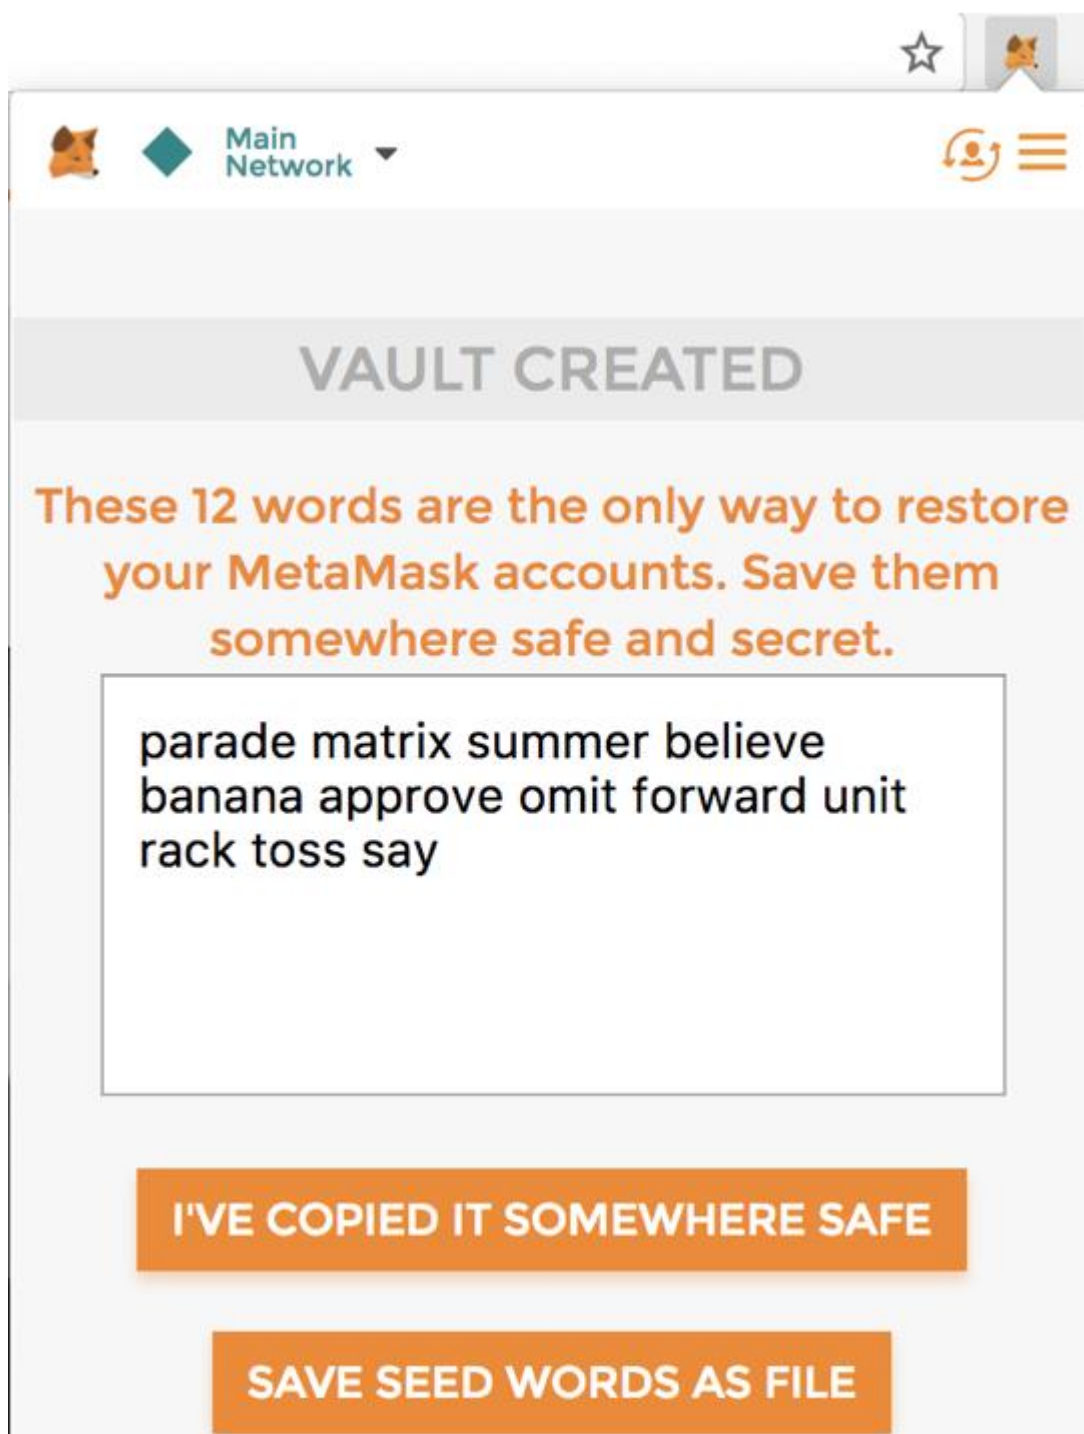 Main
Network
VAULT CREATED
These 12 words are the only way to restore
your MetaMask accounts. Save them
somewhere safe and secret.
parade matrix summer believe
banana approve omit forward unit
rack toss say
I'VE COPIED IT SOMEWHERE SAFE
SAVE SEED WORDS AS FILE